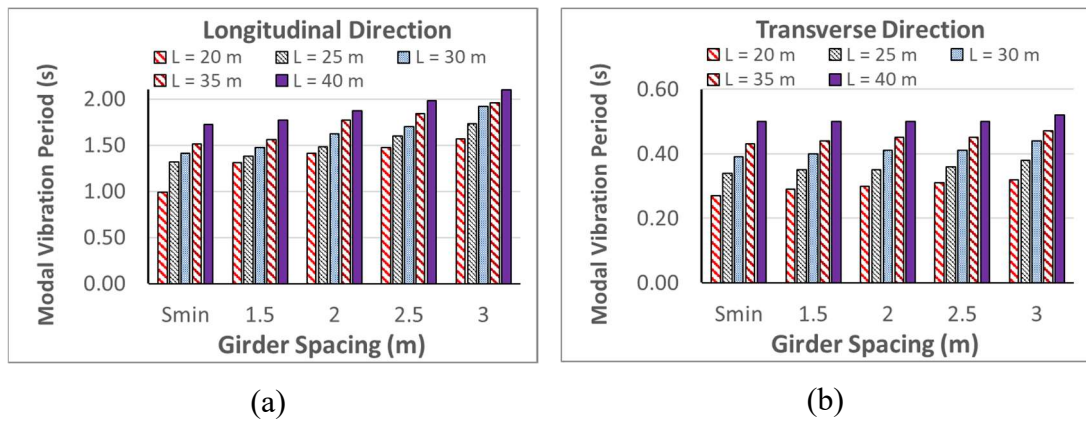 Longitudinal Direction
L = 20 m L = 25 m L = 30 m
L = 35 m L = 40 m
Modal Vibration Period (s)
2.00
1.50
1.00
0.50
0.00
Smin 1.5 2 2.5 3
Girder Spacing (m)
(a)
Transverse Direction
L = 20 m L = 25 m L = 30 m
L = 35 m L = 40 m
Modal Vibration Period (s)
0.60
0.40
0.20
0.00
Smin 1.5 2 2.5 3
Girder Spacing (m)
(b)